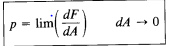 p = lim(dF/dA) dA → 0